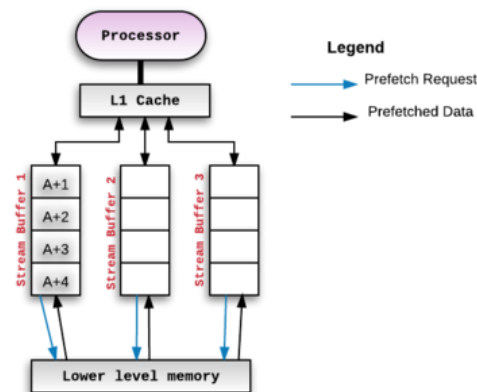 Processor
Legend
Prefetch Request
L1 Cache
Prefetched Data
Stream Buffer 1
A+1
A+2
A+3
A+4
Stream Buffer 2
Stream Buffer 3
Lower level memory